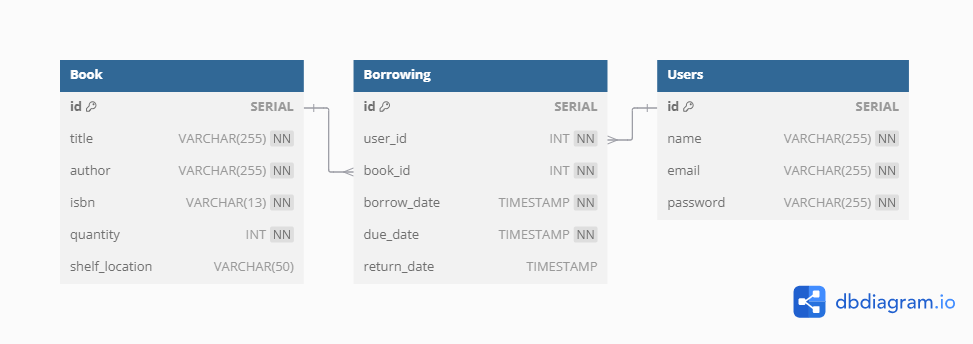 Book
id SERIAL
title VARCHAR(255) NN
author VARCHAR(255) NN
isbn VARCHAR(13) NN
quantity INT NN
shelf_location VARCHAR(50)
Borrowing
id SERIAL
user_id INT NN
book_id INT NN
borrow_date TIMESTAMP NN
due_date TIMESTAMP NN
return_date TIMESTAMP
Users
id SERIAL
name VARCHAR(255) NN
email VARCHAR(255) NN
password VARCHAR(255) NN
dbdiagram.io